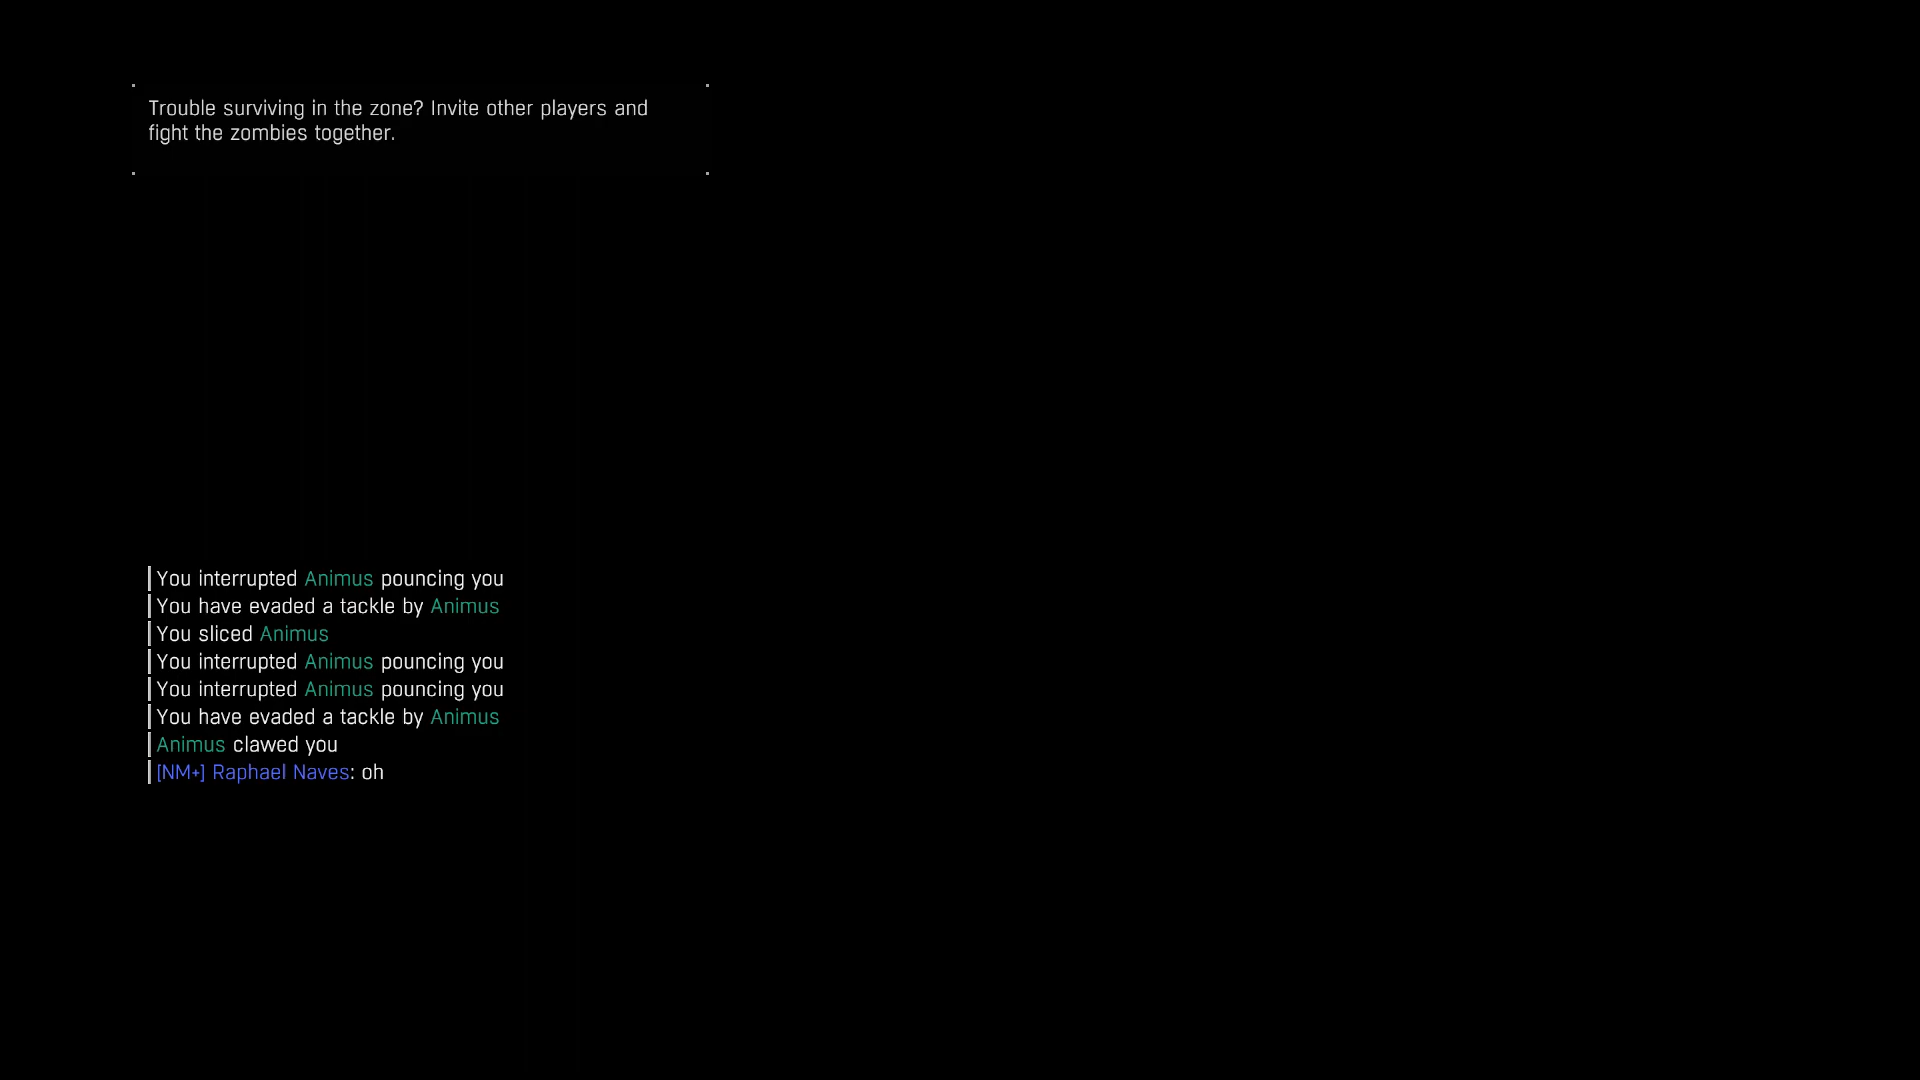 Trouble surviving in the zone? Invite other players and
fight the zombies together.
You interrupted Animus pouncing you
You have evaded a tackle by Animus
You sliced Animus
You interrupted Animus pouncing you
You interrupted Animus pouncing you
You have evaded a tackle by Animus
Animus clawed you
[NM+] Raphael Naves: oh